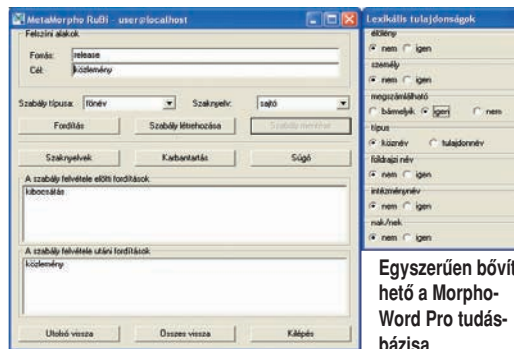 MetaMorpho RuBi - user@localhost
Felszíni alakok
Forrás: release
Cél: közlemény
Szabály típusa: főnév Szaknyelv: sajtó
Fordítás Szabály létrehozása
Szaknyelvek Karbantartás Súgó
A szabály felvétele előtti fordítások
kibocsátás
A szabály felvétele utáni fordítások
közlemény
Utolsó vissza Összes vissza Kilépés
Lexikális tulajdonságok
élőlény
nem igen
személy
nem igen
megszámlálható
bármelyik igen nem
típus
köznév tulajdonnév
földrajzi név
nem igen
intézménynév
nem igen
nak/nek
nem igen
Egyszerűen bővít
hető a Morpho-
Word Pro tudás-
bázisa